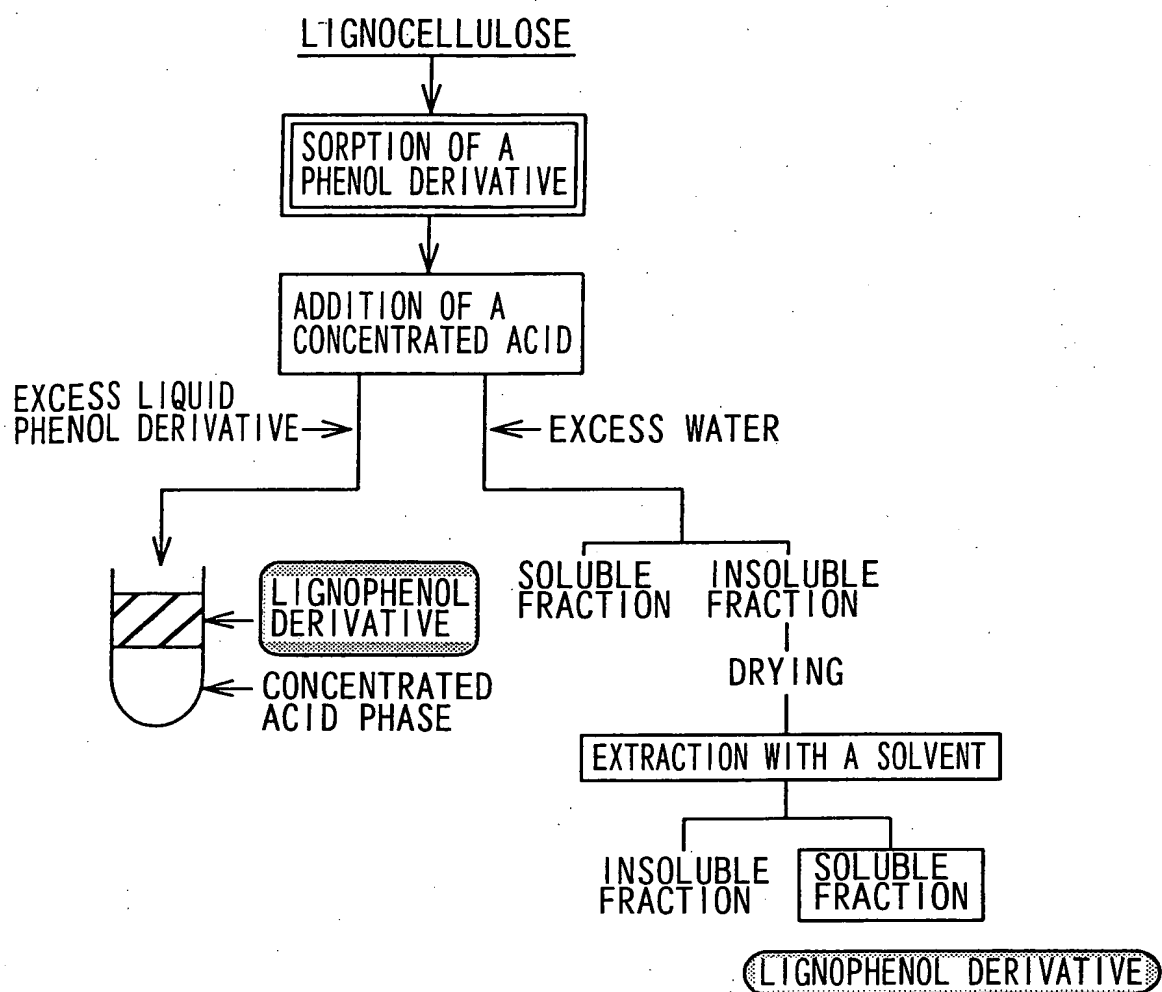 LIGNOCELLULOSE
SORPTION OF A
PHENOL DERIVATIVE
ADDITION OF A
CONCENTRATED ACID
EXCESS LIQUID
PHENOL DERIVATIVE
EXCESS WATER
LIGNOPHENOL
DERIVATIVE
CONCENTRATED
ACID PHASE
SOLUBLE
FRACTION
INSOLUBLE
FRACTION
DRYING
EXTRACTION WITH A SOLVENT
INSOLUBLE
FRACTION
SOLUBLE
FRACTION
LIGNOPHENOL DERIVATIVE